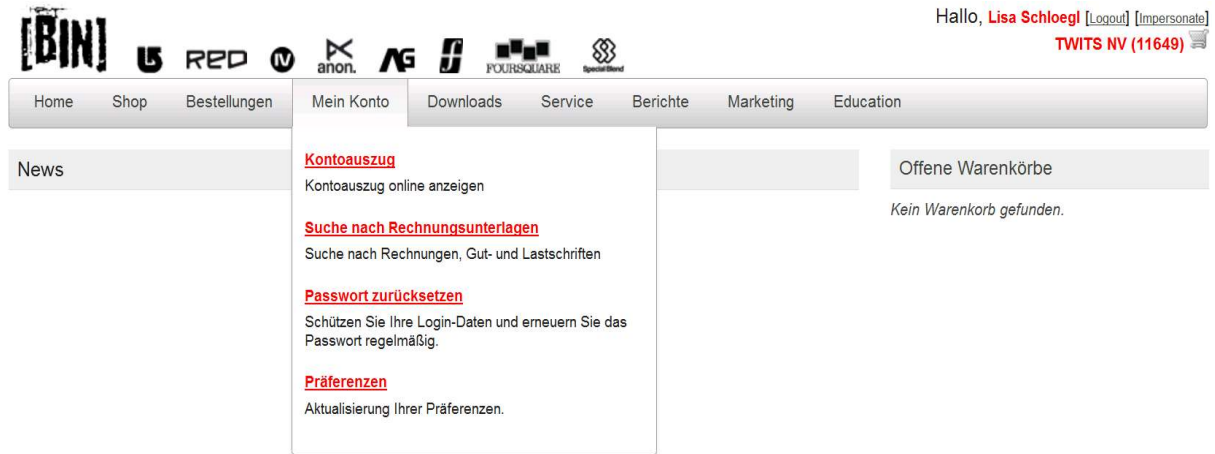 [BIN]
RED
anon.
AG
FOURSQUARE
Special Blend
Hallo, Lisa Schloegl [Logout] [Impersonate]
TWITS NV (11649)
Home Shop Bestellungen Mein Konto Downloads Service Berichte Marketing Education
News
Kontoauszug
Kontoauszug online anzeigen
Suche nach Rechnungsunterlagen
Suche nach Rechnungen, Gut- und Lastschriften
Passwort zurücksetzen
Schützen Sie Ihre Login-Daten und erneuern Sie das
Passwort regelmäßig.
Präferenzen
Aktualisierung Ihrer Präferenzen.
Offene Warenkörbe
Kein Warenkorb gefunden.